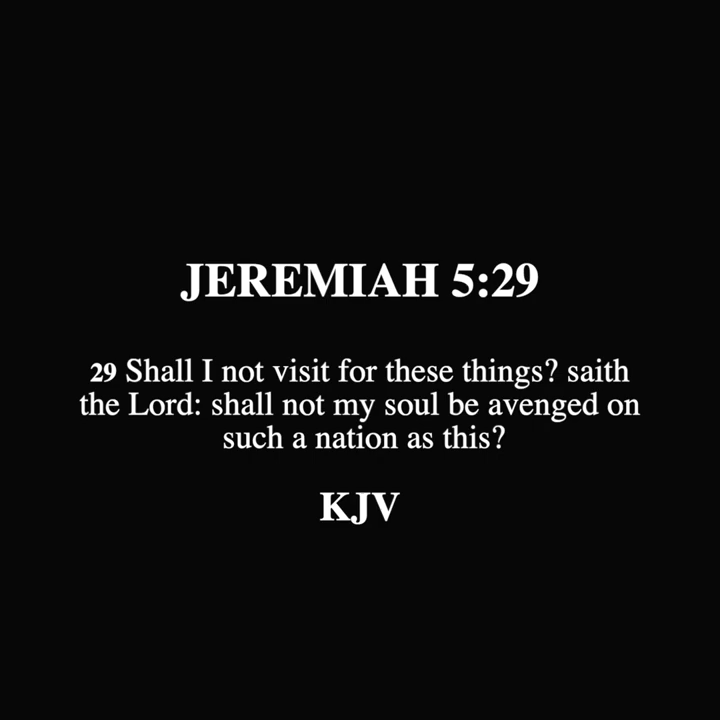 JEREMIAH 5:29
29 Shall I not visit for these things? saith
the Lord: shall not my soul be avenged on
such a nation as this?
KJV